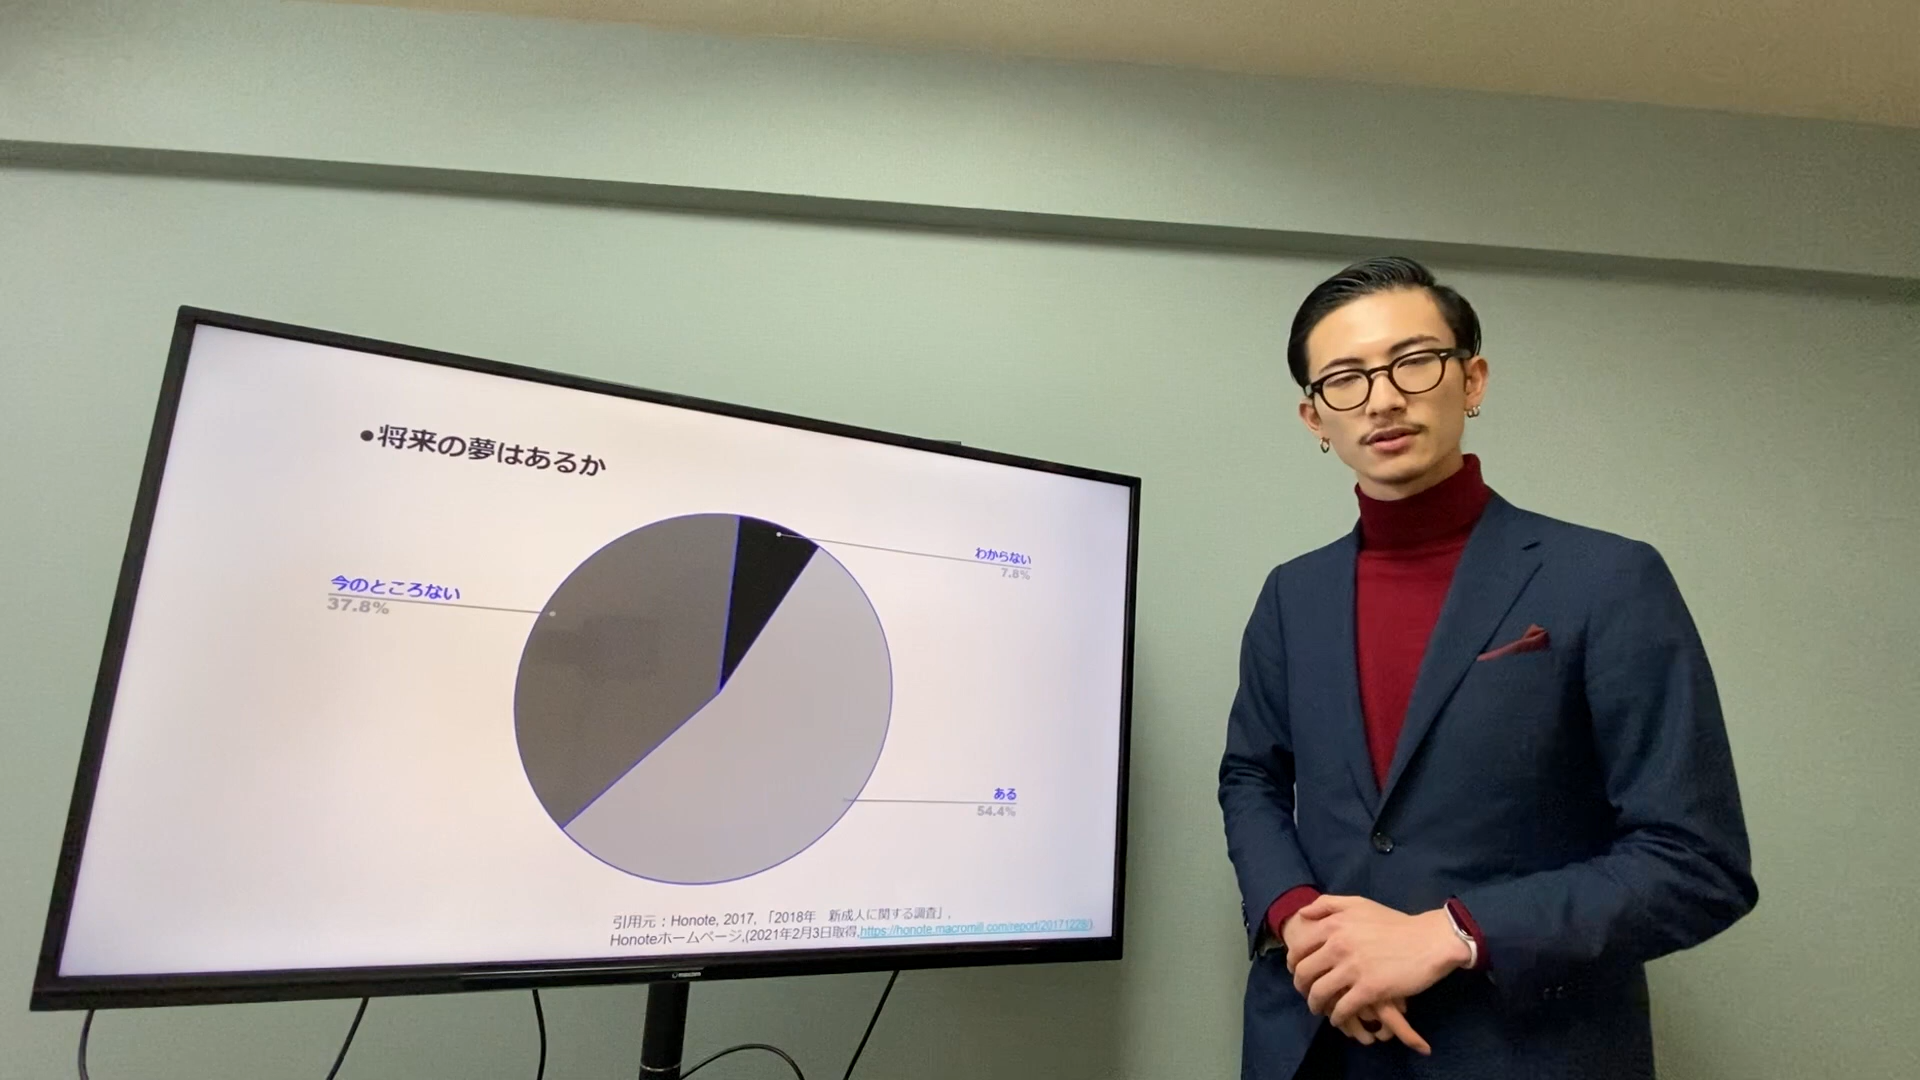 •将来の夢はあるか
わからない
7.8%
今のところない
37.8%
ある
54.4%
引用元：Honote, 2017, 「2018年　新成人に関する調査」,
Honoteホームページ,(2021年2月3日取得,https://honote.macromill.com/report/20171228/)